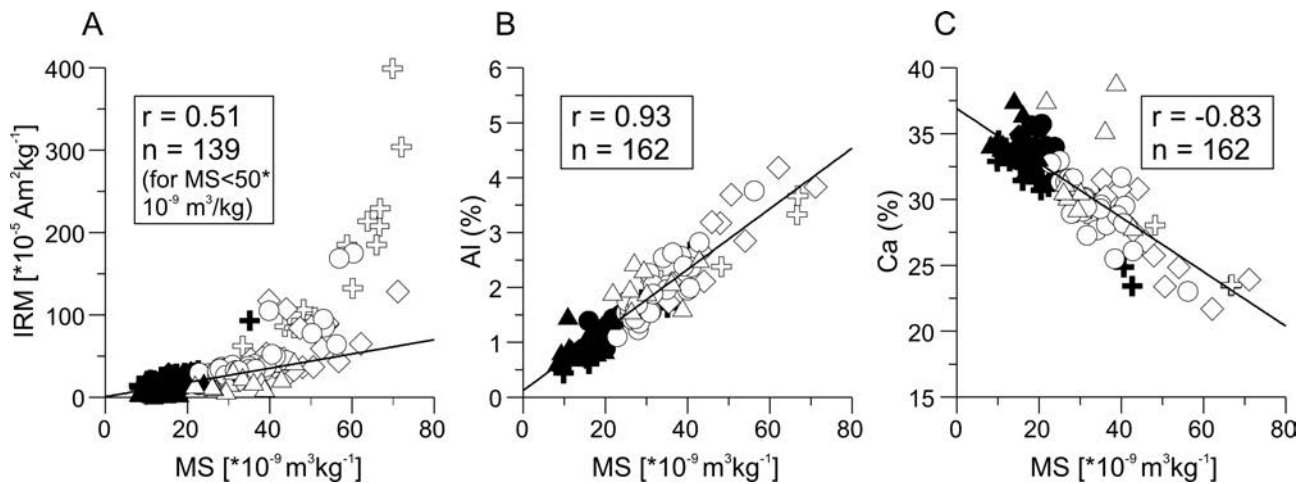 A
IRM [*10⁻⁵ Am²kg⁻¹]
400
300
200
100
0
r = 0.51
n = 139
(for MS<50*
10⁻⁹ m³/kg)
0 20 40 60 80
MS [*10⁻⁹ m³kg⁻¹]
B
Al (%)
6
5
4
3
2
1
0
r = 0.93
n = 162
0 20 40 60 80
MS [*10⁻⁹ m³kg⁻¹]
C
Ca (%)
40
35
30
25
20
15
r = -0.83
n = 162
0 20 40 60 80
MS [*10⁻⁹ m³kg⁻¹]